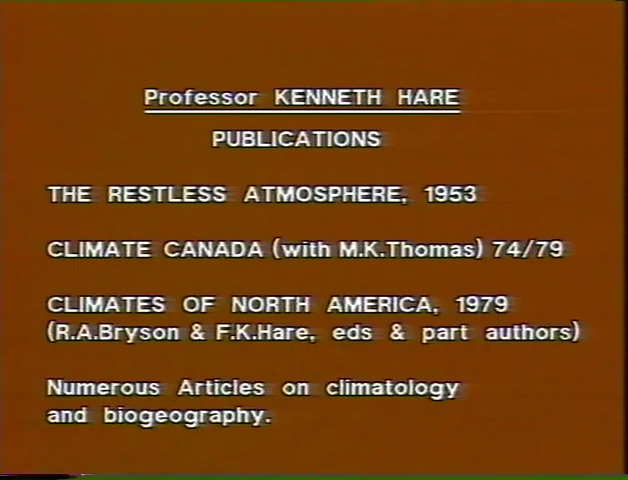 Professor KENNETH HARE
PUBLICATIONS
THE RESTLESS ATMOSPHERE, 1953
CLIMATE CANADA (with M.K.Thomas) 74/79
CLIMATES OF NORTH AMERICA, 1979
(R.A.Bryson & F.K.Hare, eds & part authors)
Numerous Articles on climatology
and biogeography.